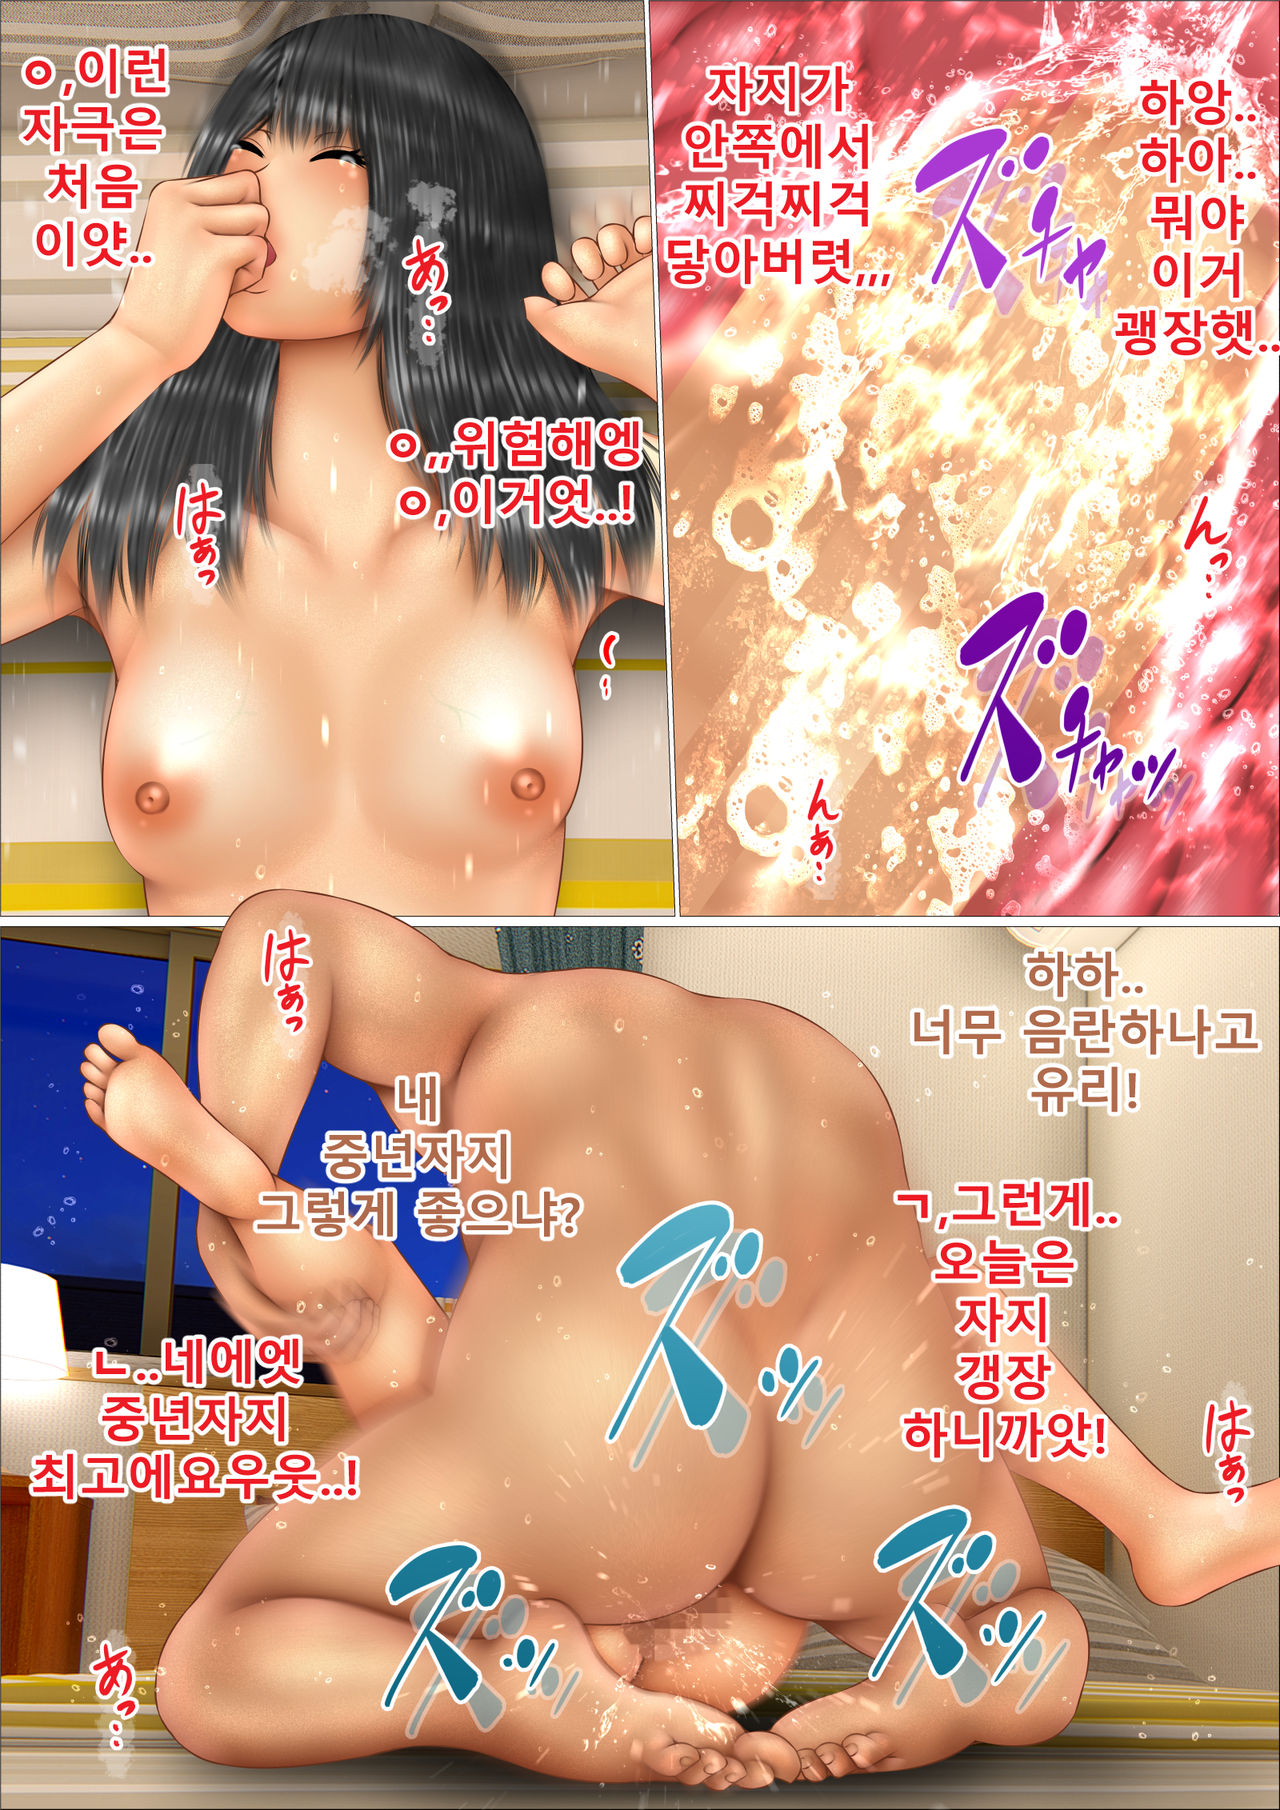 ㅇ,이런
자극은
처음
이얏..
あっ‥
ㅇ,,위험해엥
ㅇ,이거엇..!
はぁっ
자지가
안쪽에서
찌걱찌걱
닿아버렷,,,
하앙..
하아..
뭐야
이거
괭장햇..
ズチャ
んっ‥
ズチャッ
んぁ‥
はぁっ
하하..
너무 음란하나고
유리!
내
중년자지
그렇게 좋으냐?
ㄱ,그런게..
오늘은
자지
갱장
하니까앗!
ズッ
ㄴ..네에엣
중년자지
최고에요우웃..!
はぁっ
ズッ
ズッ
あっ‥